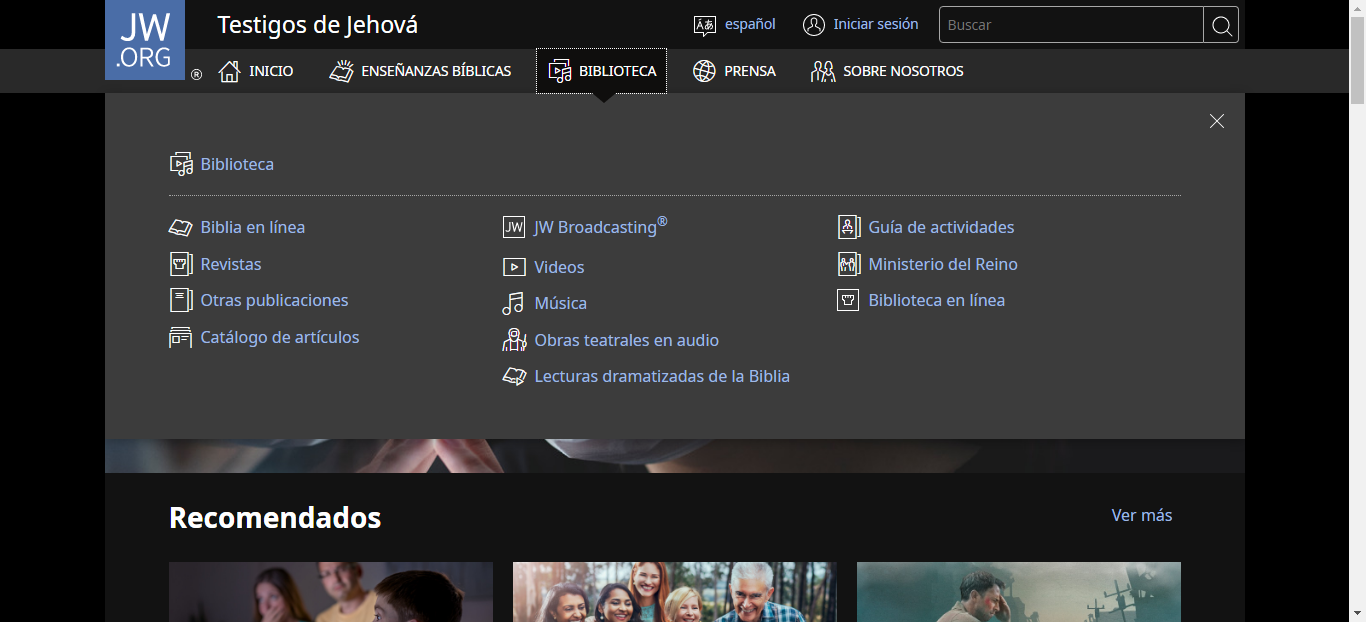 JW
.ORG
®
Testigos de Jehová
español
Iniciar sesión
Buscar
INICIO
ENSEÑANZAS BÍBLICAS
BIBLIOTECA
PRENSA
SOBRE NOSOTROS
Biblioteca
Biblia en línea
Revistas
Otras publicaciones
Catálogo de artículos
JW JW Broadcasting®
Videos
Música
Obras teatrales en audio
Lecturas dramatizadas de la Biblia
Guía de actividades
Ministerio del Reino
Biblioteca en línea
Recomendados
Ver más